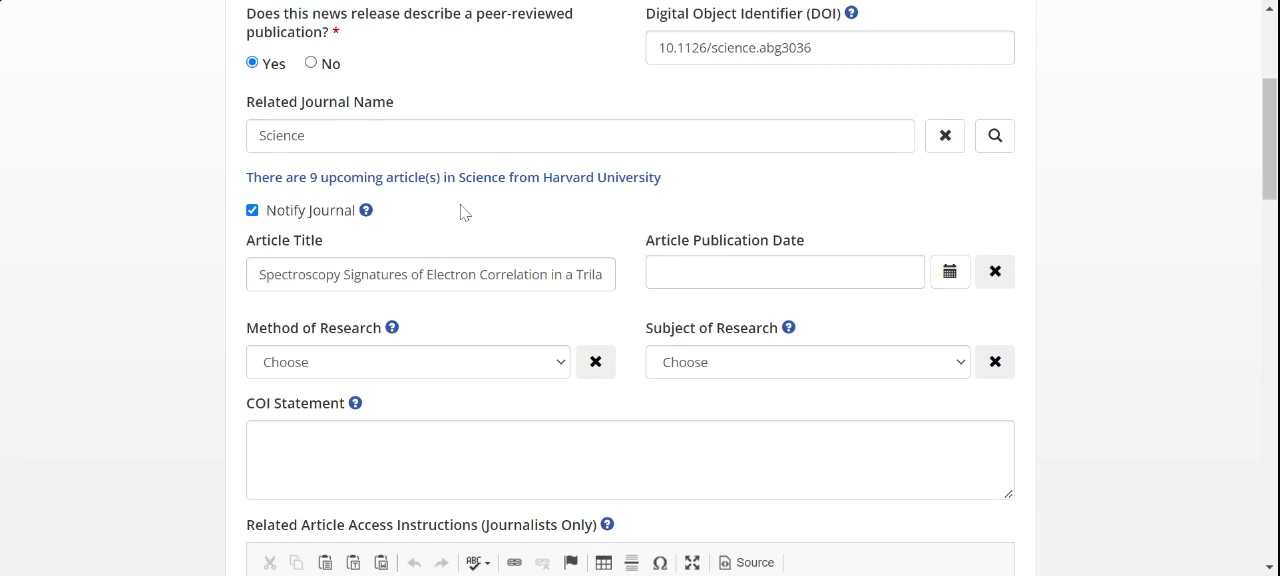 Does this news release describe a peer-reviewed
publication? *
Digital Object Identifier (DOI) ?
10.1126/science.abg3036
Yes No
Related Journal Name
Science
There are 9 upcoming article(s) in Science from Harvard University
Notify Journal ?
Article Title
Article Publication Date
Spectroscopy Signatures of Electron Correlation in a Trila
Method of Research ?
Subject of Research ?
Choose
Choose
COI Statement ?
Related Article Access Instructions (Journalists Only) ?
ABC Ω Source